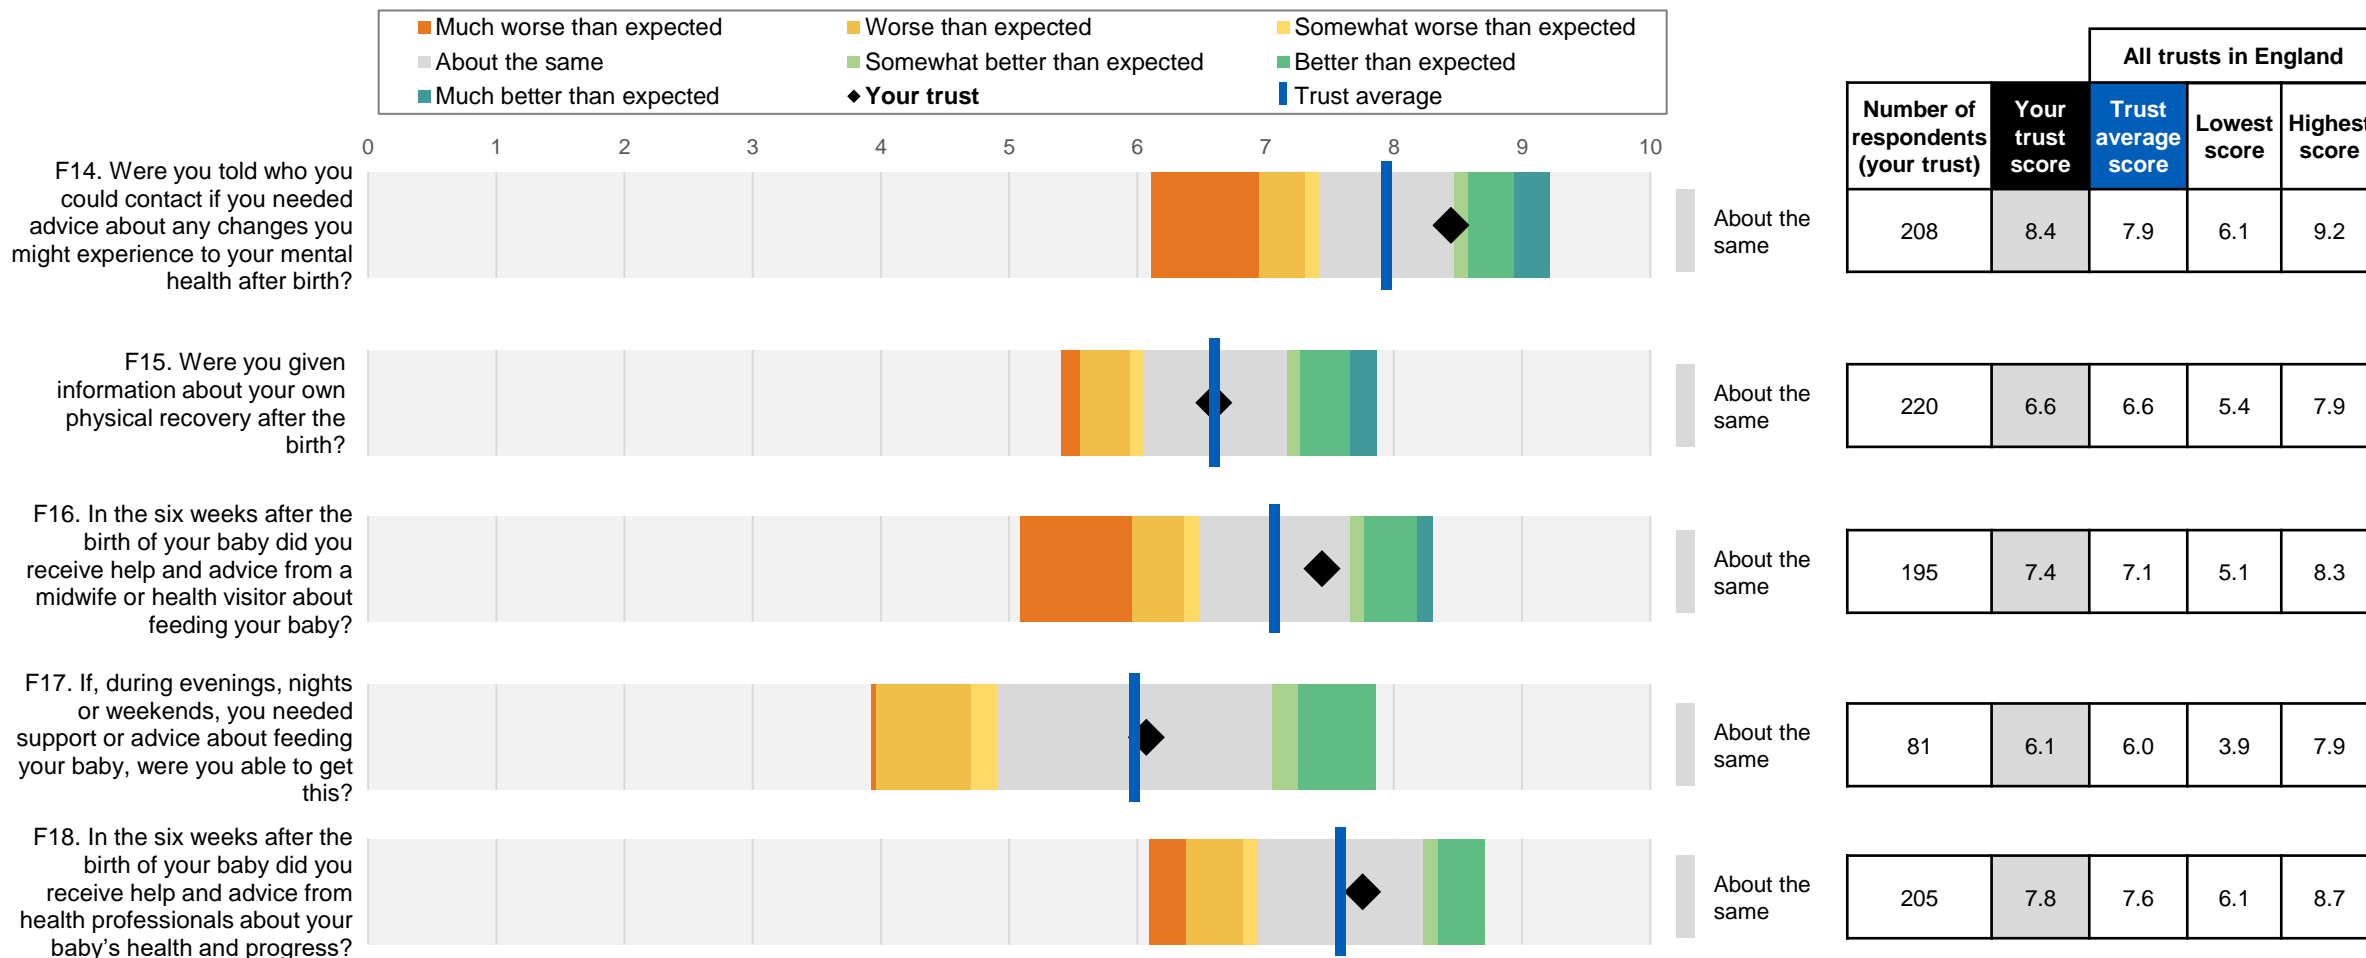 Much worse than expected
Worse than expected
Somewhat worse than expected
About the same
Somewhat better than expected
Better than expected
Much better than expected
Your trust
Trust average
All trusts in England
Number of
respondents
(your trust)
Your
trust
score
Trust
average
score
Lowest
score
Highest
score
0 1 2 3 4 5 6 7 8 9 10
F14. Were you told who you
could contact if you needed
advice about any changes you
might experience to your mental
health after birth?
About the
same
208 8.4 7.9 6.1 9.2
F15. Were you given
information about your own
physical recovery after the
birth?
About the
same
220 6.6 6.6 5.4 7.9
F16. In the six weeks after the
birth of your baby did you
receive help and advice from a
midwife or health visitor about
feeding your baby?
About the
same
195 7.4 7.1 5.1 8.3
F17. If, during evenings, nights
or weekends, you needed
support or advice about feeding
your baby, were you able to get
this?
About the
same
81 6.1 6.0 3.9 7.9
F18. In the six weeks after the
birth of your baby did you
receive help and advice from
health professionals about your
baby's health and progress?
About the
same
205 7.8 7.6 6.1 8.7